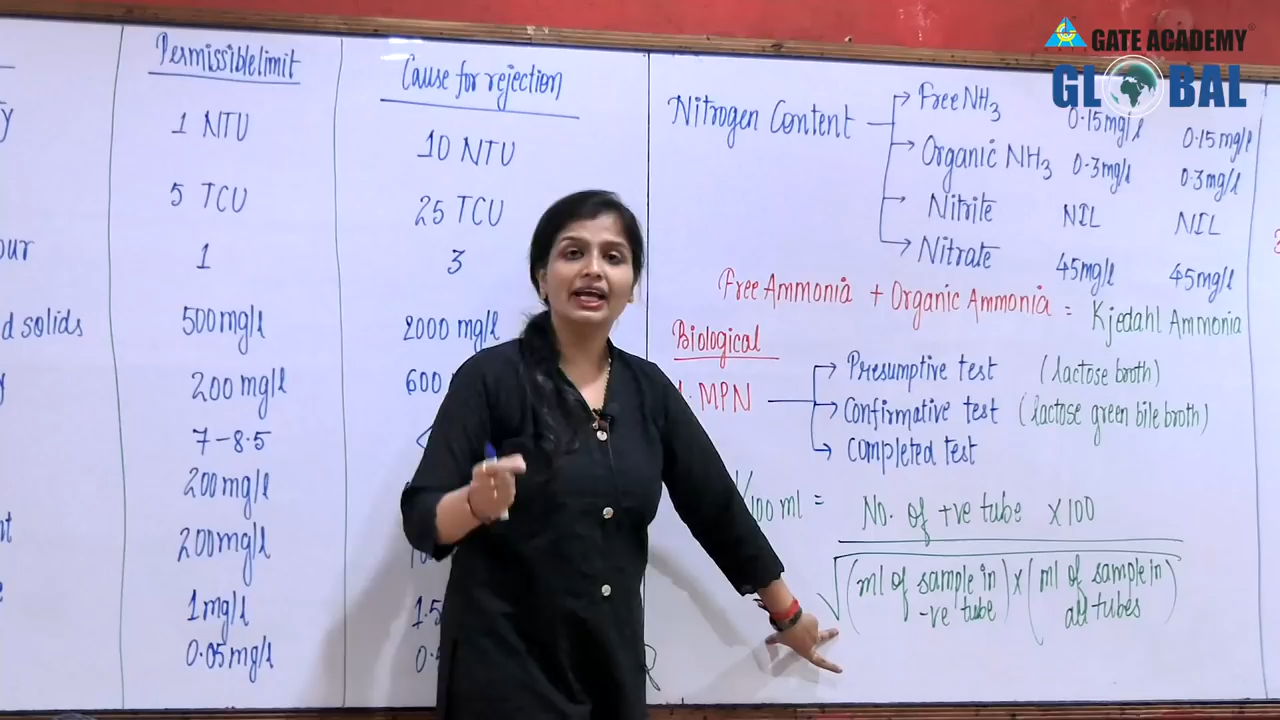 GATE ACADEMY
GLOBAL
Permissible limit
Cause for rejection
1 NTU
10 NTU
5 TCU
25 TCU
our
1
3
d solids
500 mg/l
2000 mg/l
200 mg/l
600
7-8.5
200 mg/l
200 mg/l
1 mg/l
1.5
0.05 mg/l
Nitrogen Content
Free NH3 0.15 mg/l 0.15 mg/l
Organic NH3 0.3 mg/l 0.3 mg/l
Nitrite NIL NIL
Nitrate 45 mg/l 45 mg/l
Free Ammonia + Organic Ammonia = Kjedahl Ammonia
Biological
MPN
Presumptive test (lactose broth)
Confirmative test (lactose green bile broth)
Completed test
/100 ml = No. of +ve tube x100
√(ml of sample in -ve tube) x (ml of sample in all tubes)